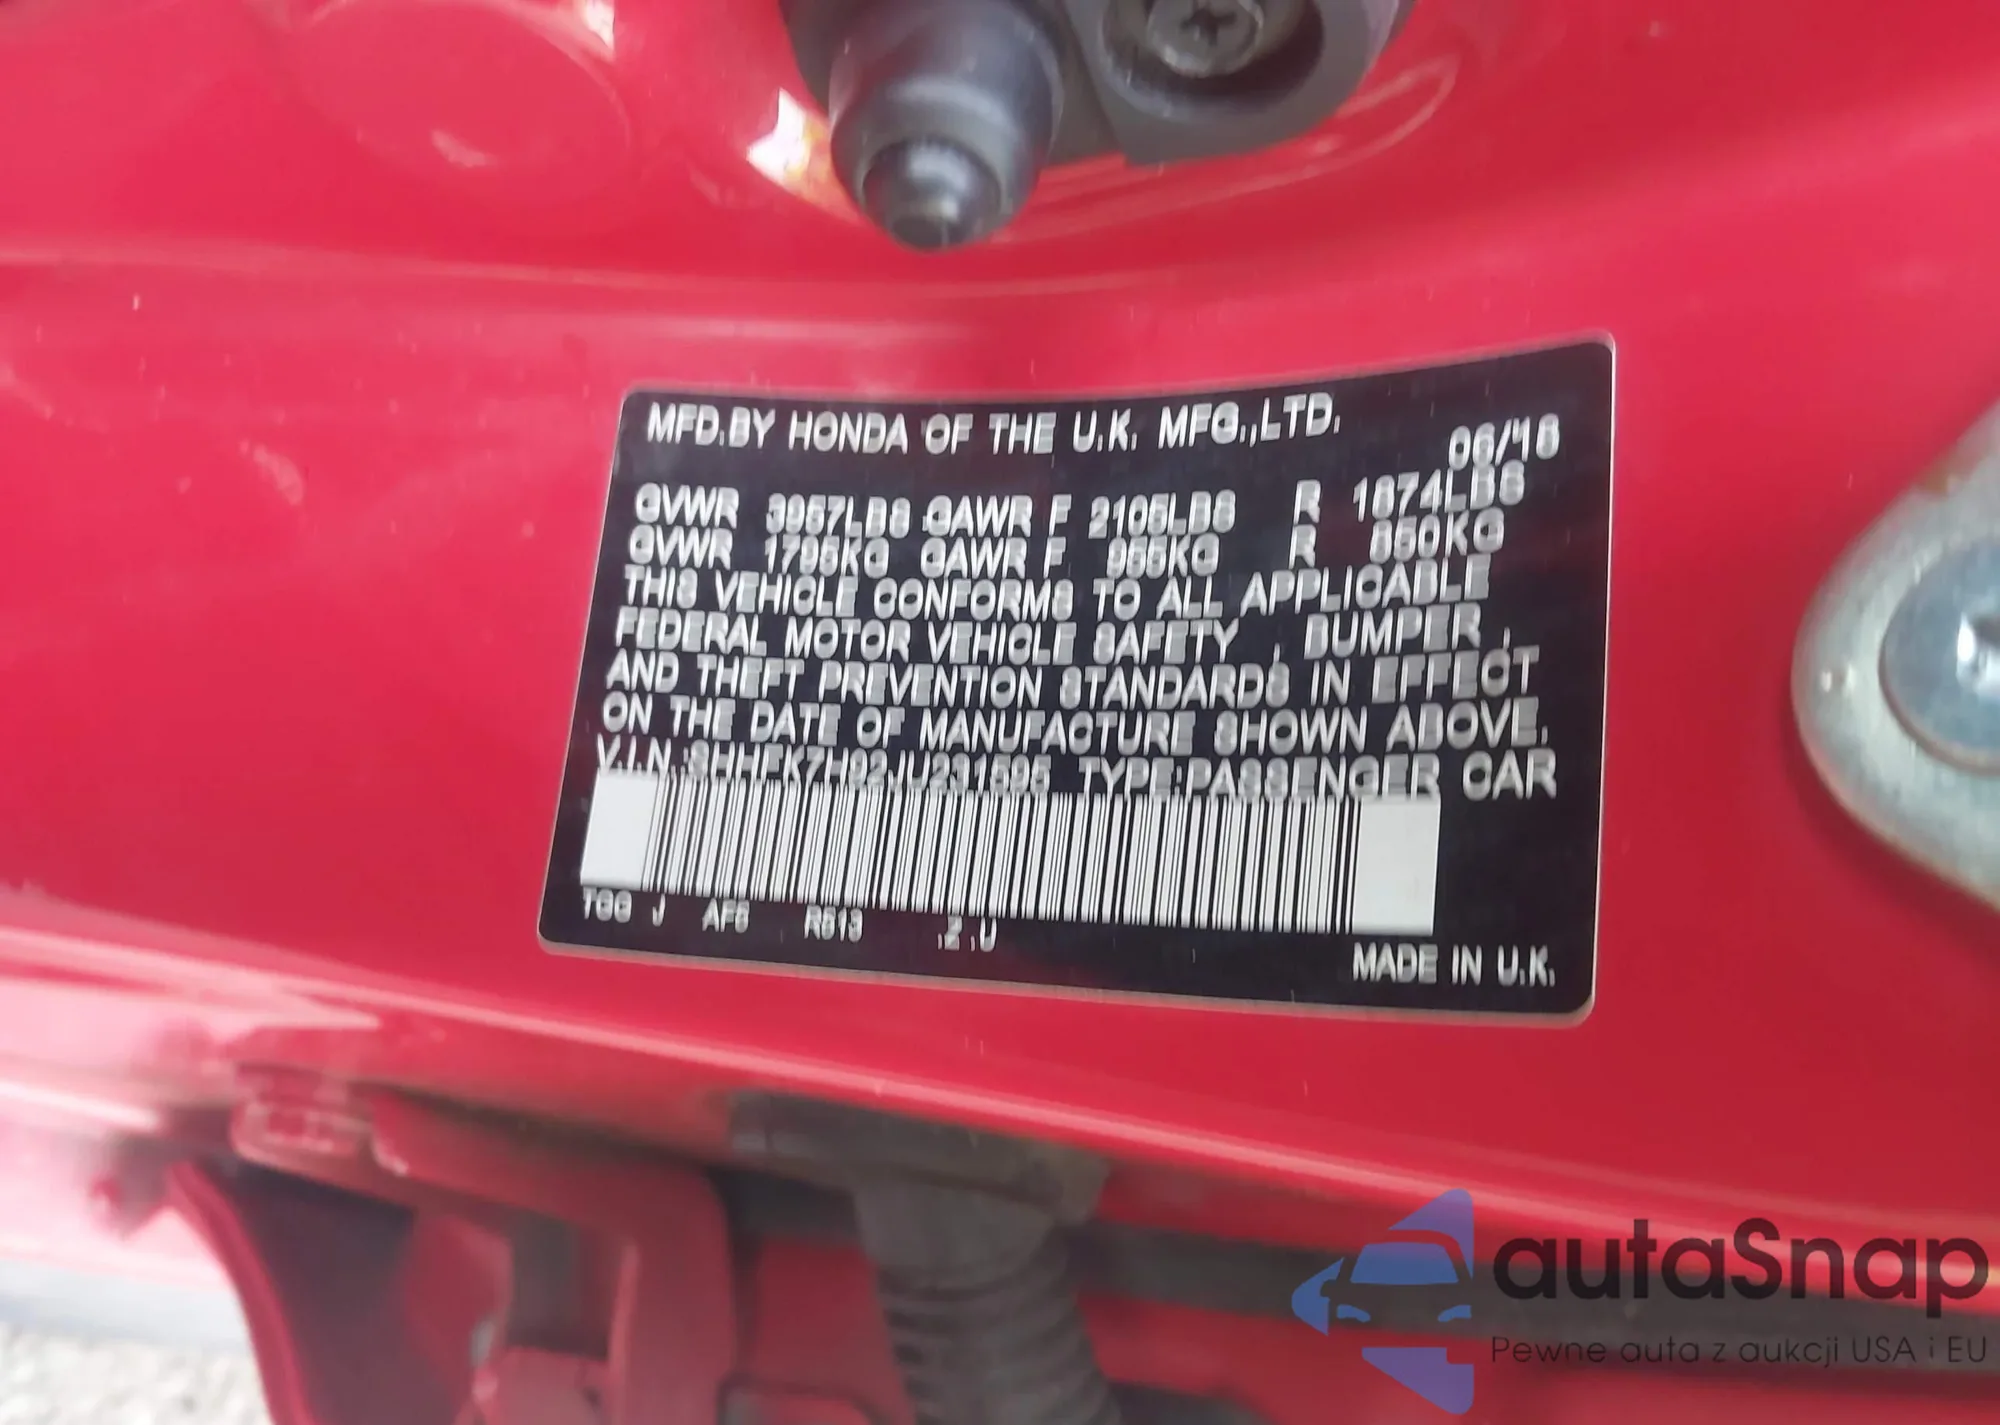 MFD.BY HONDA OF THE U.K. MFG.,LTD.
06/18
GVWR 3957LBS GAWR F 2105LBS R 1874LBS
GVWR 1795KG GAWR F 955KG R 850KG
THIS VEHICLE CONFORMS TO ALL APPLICABLE
FEDERAL MOTOR VEHICLE SAFETY , BUMPER ,
AND THEFT PREVENTION STANDARDS IN EFFECT
ON THE DATE OF MANUFACTURE SHOWN ABOVE.
V.I.N.:SHHFK7H92JU231595 TYPE:PASSENGER CAR
TGG J AF6 R513 .2.U
MADE IN U.K.
autaSnap
Pewne auta z aukcji USA i EU